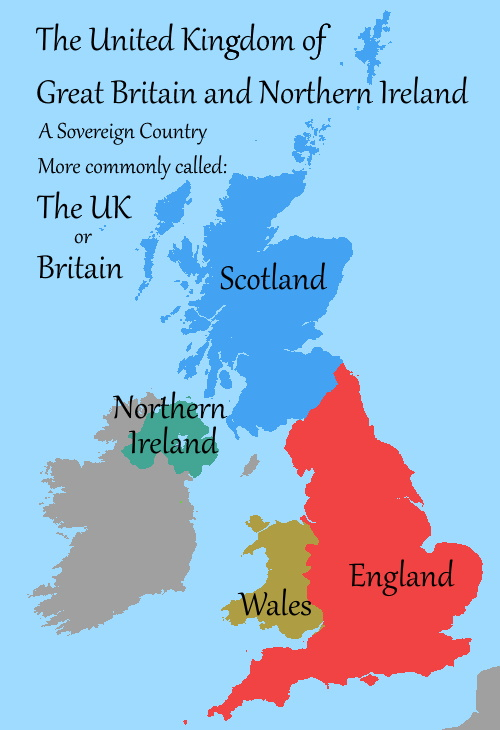 The United Kingdom of
Great Britain and Northern Ireland
A Sovereign Country
More commonly called:
The UK
or
Britain
Scotland
Northern
Ireland
England
Wales